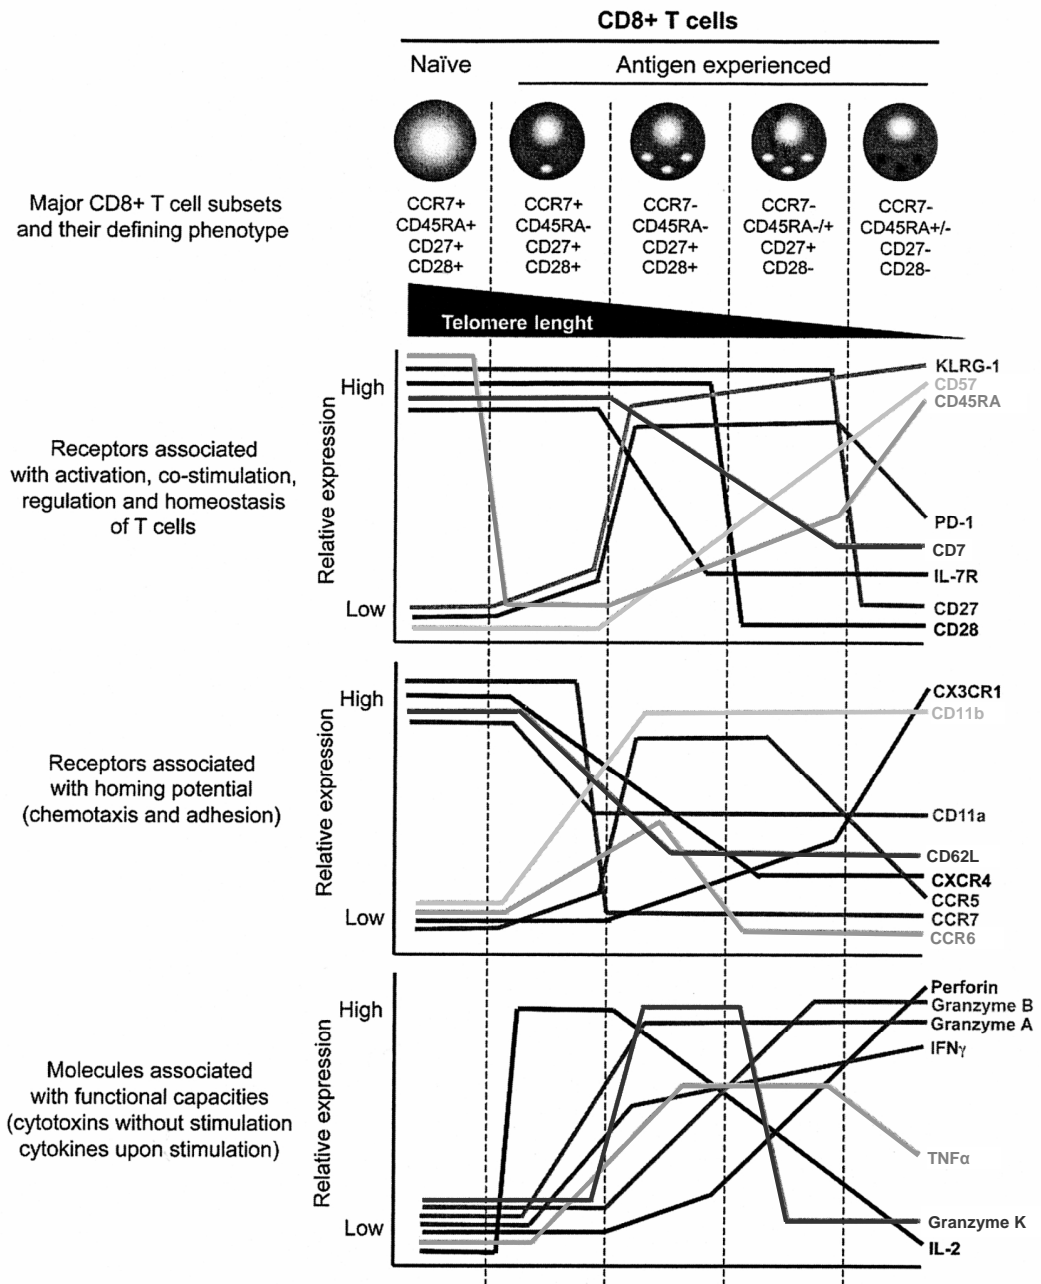 CD8+ T cells
Naïve
Antigen experienced
Major CD8+ T cell subsets
and their defining phenotype
CCR7+
CD45RA+
CD27+
CD28+
CCR7+
CD45RA-
CD27+
CD28+
CCR7-
CD45RA-
CD27+
CD28+
CCR7-
CD45RA-/+
CD27+
CD28-
CCR7-
CD45RA+/-
CD27-
CD28-
Telomere lenght
Receptors associated
with activation, co-stimulation,
regulation and homeostasis
of T cells
Relative expression
High
Low
KLRG-1
CD57
CD45RA
PD-1
CD7
IL-7R
CD27
CD28
Receptors associated
with homing potential
(chemotaxis and adhesion)
Relative expression
High
Low
CX3CR1
CD11b
CD11a
CD62L
CXCR4
CCR5
CCR7
CCR6
Molecules associated
with functional capacities
(cytotoxins without stimulation
cytokines upon stimulation)
Relative expression
High
Low
Perforin
Granzyme B
Granzyme A
IFNγ
TNFα
Granzyme K
IL-2